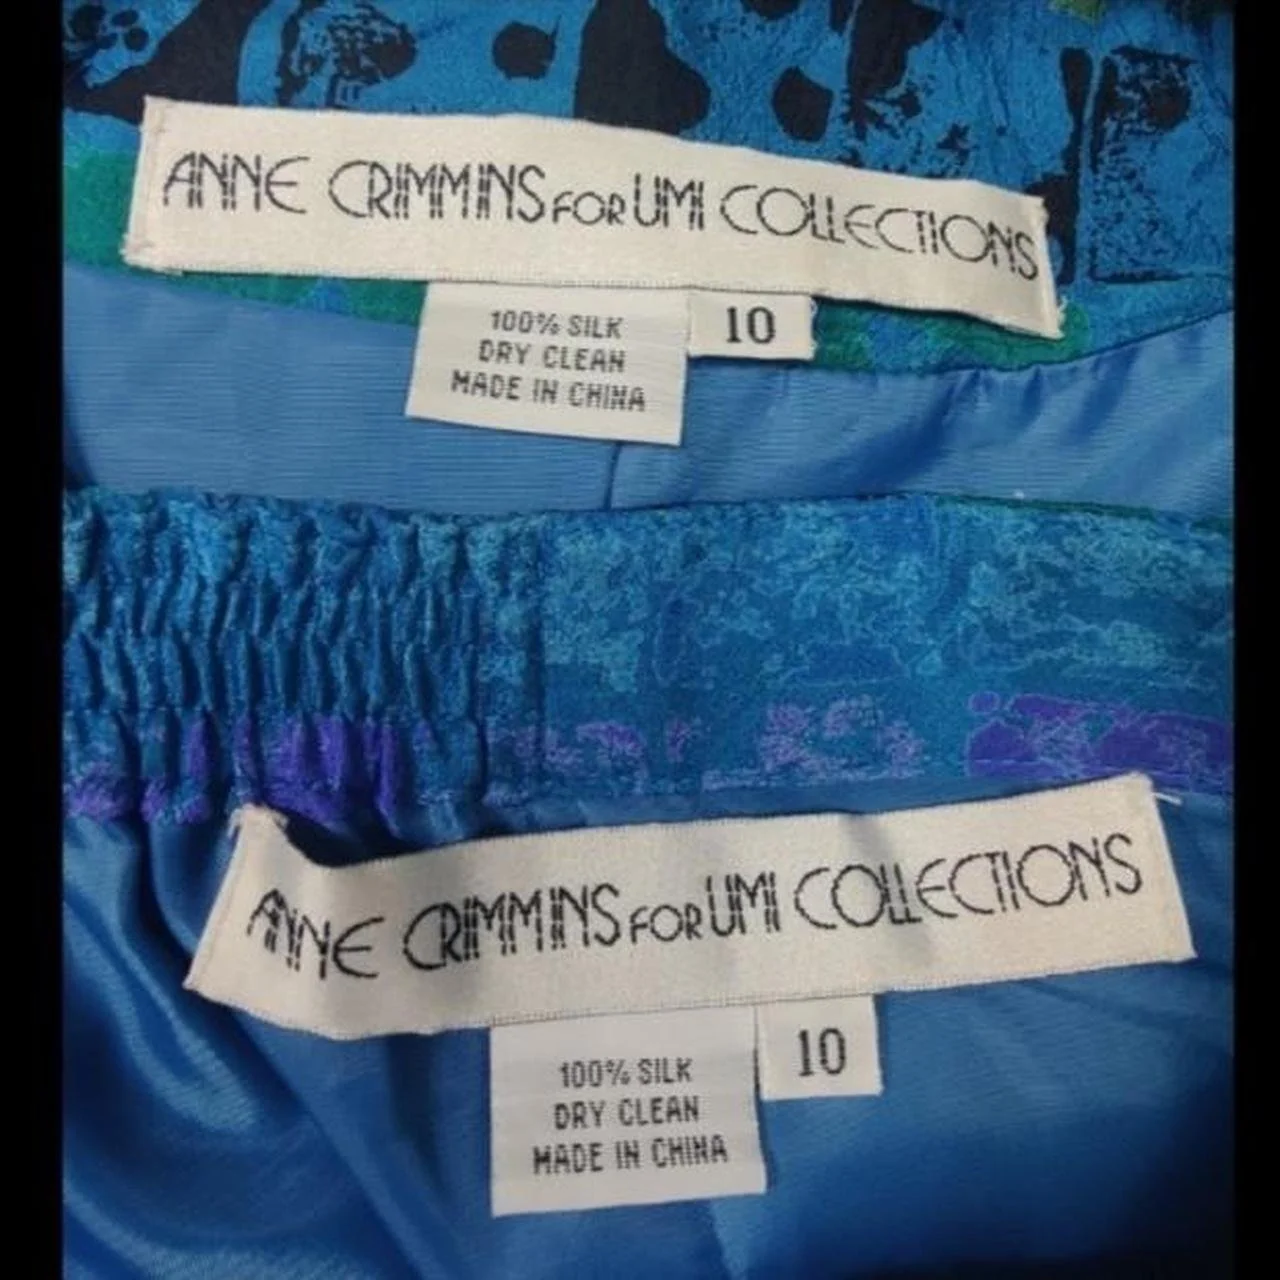 ANNE CRIMMINS FOR UMI COLLECTIONS
100% SILK
DRY CLEAN
MADE IN CHINA
10
ANNE CRIMMINS FOR UMI COLLECTIONS
100% SILK
DRY CLEAN
MADE IN CHINA
10